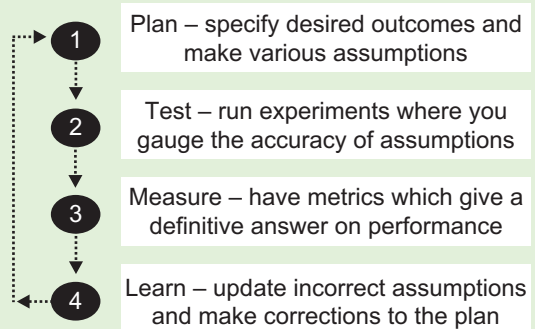 1
Plan – specify desired outcomes and
make various assumptions
2
Test – run experiments where you
gauge the accuracy of assumptions
3
Measure – have metrics which give a
definitive answer on performance
4
Learn – update incorrect assumptions
and make corrections to the plan